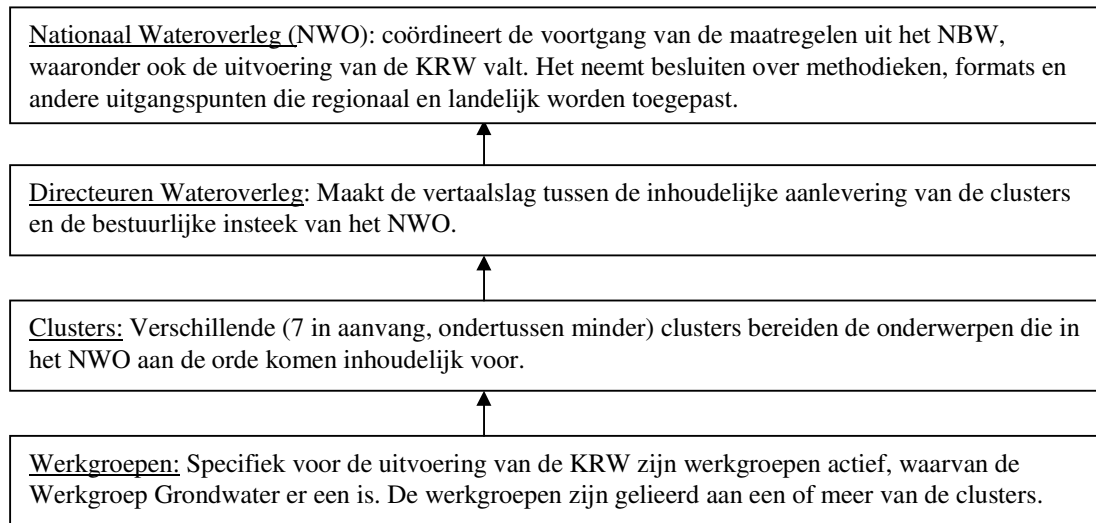 Nationaal Wateroverleg (NWO): coördineert de voortgang van de maatregelen uit het NBW,
waaronder ook de uitvoering van de KRW valt. Het neemt besluiten over methodieken, formats en
andere uitgangspunten die regionaal en landelijk worden toegepast.
Directeuren Wateroverleg: Maakt de vertaalslag tussen de inhoudelijke aanlevering van de clusters
en de bestuurlijke insteek van het NWO.
Clusters: Verschillende (7 in aanvang, ondertussen minder) clusters bereiden de onderwerpen die in
het NWO aan de orde komen inhoudelijk voor.
Werkgroepen: Specifiek voor de uitvoering van de KRW zijn werkgroepen actief, waarvan de
Werkgroep Grondwater er een is. De werkgroepen zijn gelieerd aan een of meer van de clusters.